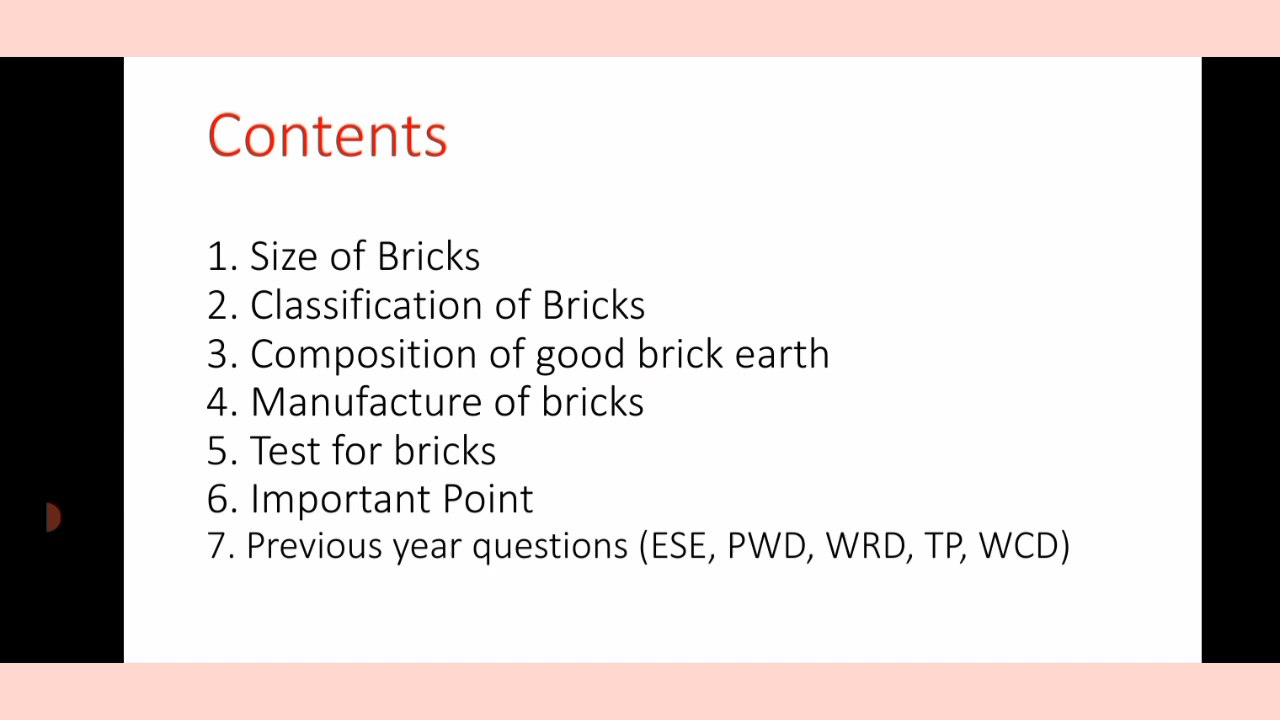 Contents
1. Size of Bricks
2. Classification of Bricks
3. Composition of good brick earth
4. Manufacture of bricks
5. Test for bricks
6. Important Point
7. Previous year questions (ESE, PWD, WRD, TP, WCD)